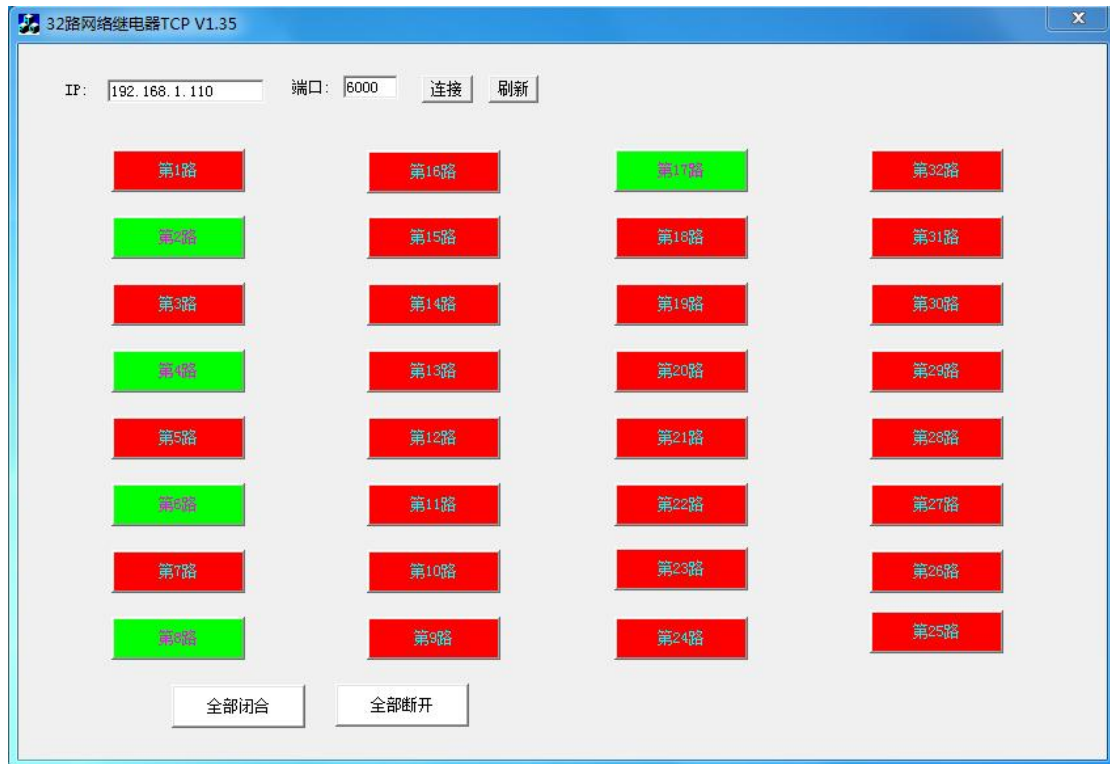 32路网络继电器TCP V1.35
IP: 192.168.1.110 端口: 6000 连接 刷新
第1路 第16路 第17路 第32路
第2路 第15路 第18路 第31路
第3路 第14路 第19路 第30路
第4路 第13路 第20路 第29路
第5路 第12路 第21路 第28路
第6路 第11路 第22路 第27路
第7路 第10路 第23路 第26路
第8路 第9路 第24路 第25路
全部闭合 全部断开